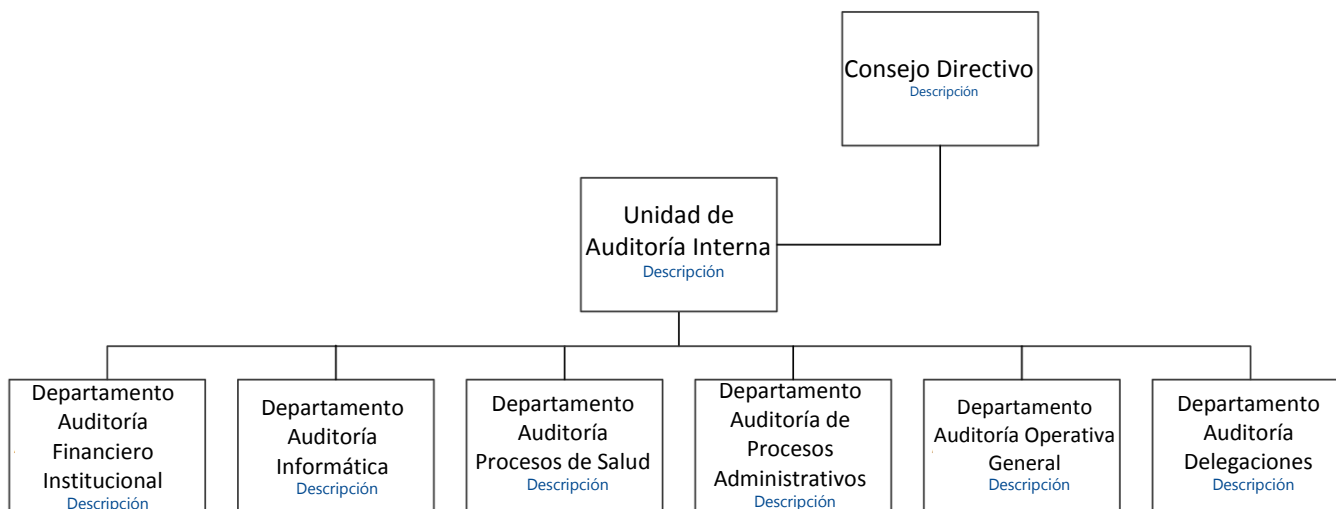 Consejo Directivo
Descripción
Unidad de
Auditoría Interna
Descripción
Departamento
Auditoría
Financiero
Institucional
Descripción
Departamento
Auditoría
Informática
Descripción
Departamento
Auditoría
Procesos de Salud
Descripción
Departamento
Auditoría de
Procesos
Administrativos
Descripción
Departamento
Auditoría Operativa
General
Descripción
Departamento
Auditoría
Delegaciones
Descripción